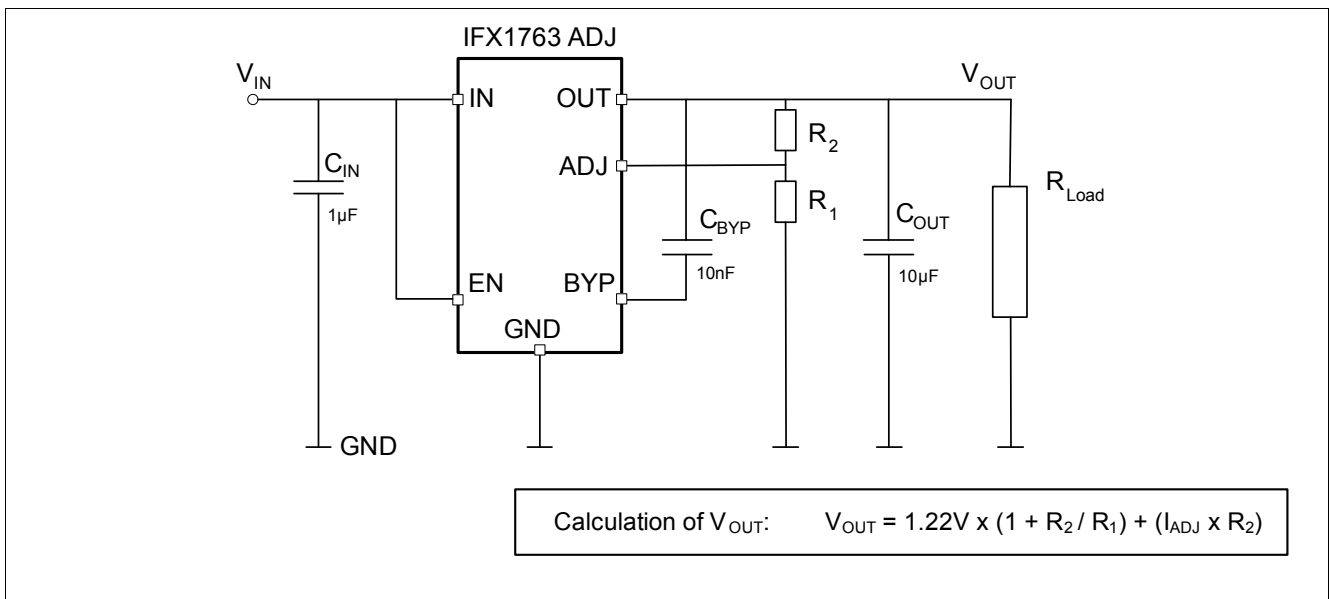 IFX1763 ADJ
V_IN
IN
OUT
V_OUT
R_2
ADJ
C_IN
1µF
R_1
R_Load
C_BYP
10nF
C_OUT
10µF
EN
BYP
GND
GND
Calculation of V_OUT: V_OUT = 1.22V x (1 + R_2 / R_1) + (I_ADJ x R_2)